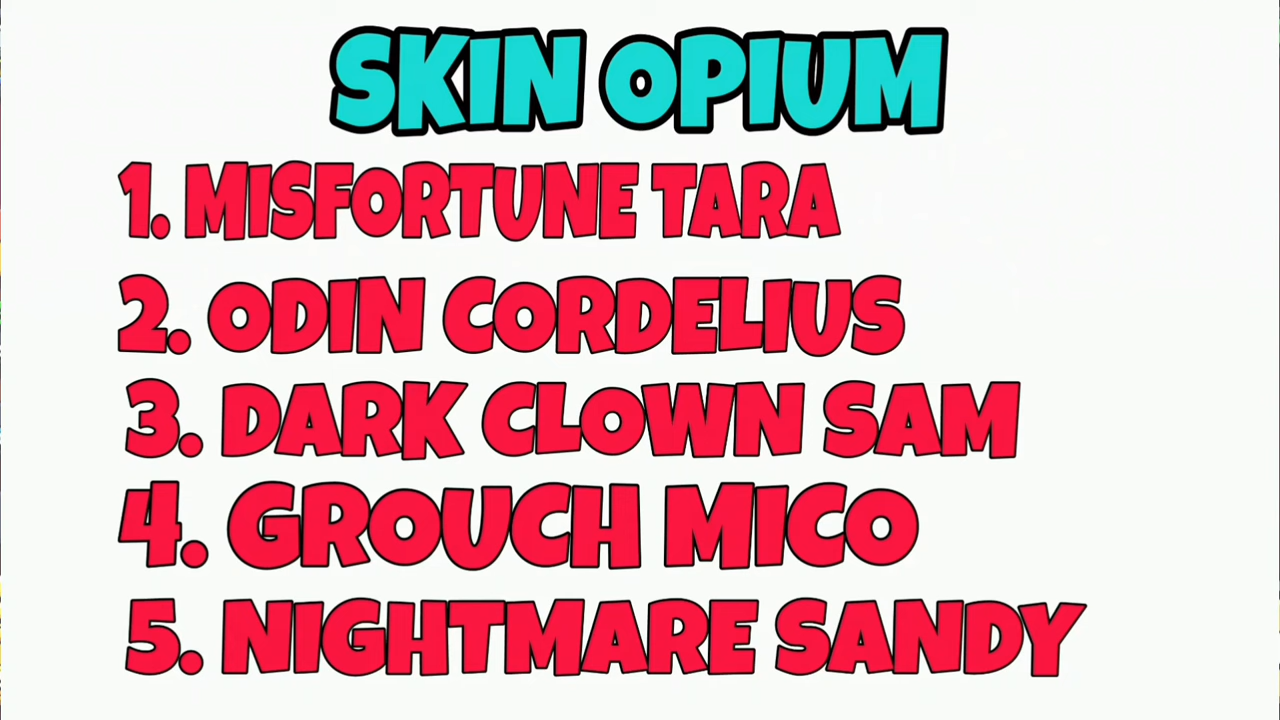 SKIN OPIUM
1. MISFORTUNE TARA
2. ODIN CORDELIUS
3. DARK CLOWN SAM
4. GROUCH MICO
5. NIGHTMARE SANDY